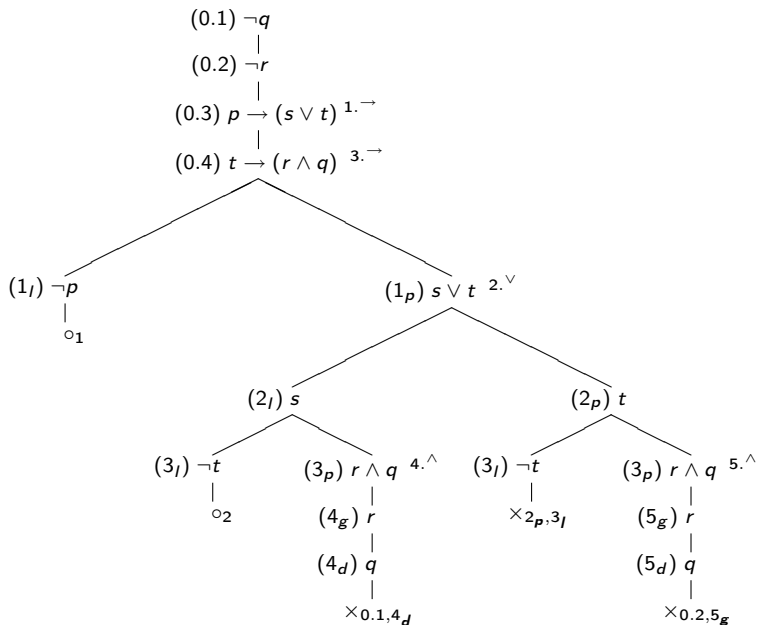 (0.1) ¬q
(0.2) ¬r
(0.3) p → (s ∨ t) 1.→
(0.4) t → (r ∧ q) 3.→
(1l) ¬p (1p) s ∨ t 2.∨
∘1
(2l) s (2p) t
(3l) ¬t (3p) r ∧ q 4.∧ (3l) ¬t (3p) r ∧ q 5.∧
∘2 (4g) r ×2p,3l (5g) r
(4d) q (5d) q
×0.1,4d ×0.2,5g